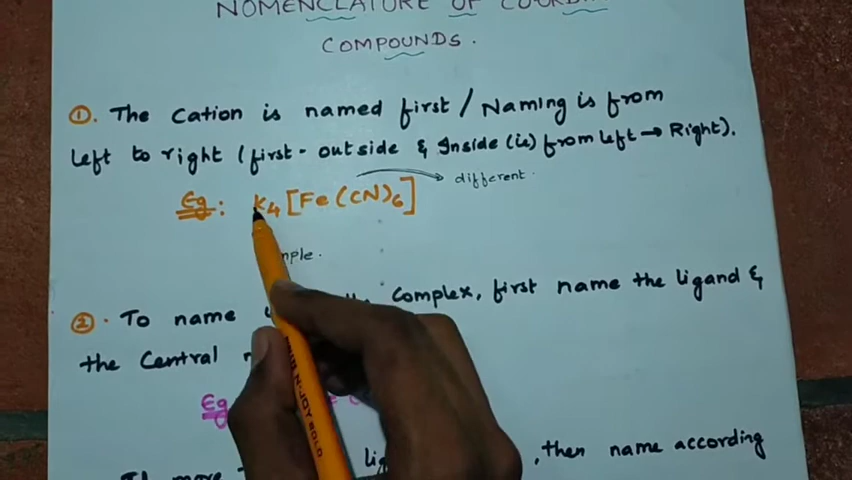 NOMENCLATURE OF
COMPOUNDS.
①. The Cation is named first / Naming is from
left to right (first - outside & Inside (ie) from left → Right).
Eg: K4[Fe(CN)6] different.
②. To name the Complex, first name the ligand &
the Central
Eg
, then name according